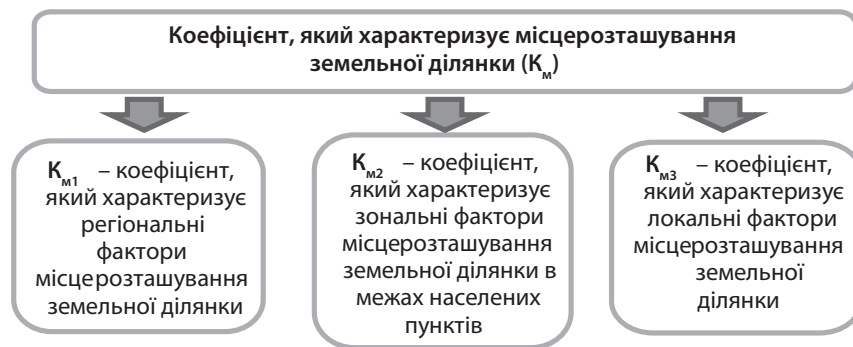 Коефіцієнт, який характеризує місцерозташування
земельної ділянки (Км)
Км1 – коефіцієнт,
який характеризує
регіональні
фактори
місцерозташування
земельної ділянки
Км2 – коефіцієнт,
який характеризує
зональні фактори
місцерозташування
земельної ділянки в
межах населених
пунктів
Км3 – коефіцієнт,
який характеризує
локальні фактори
місцерозташування
земельної
ділянки